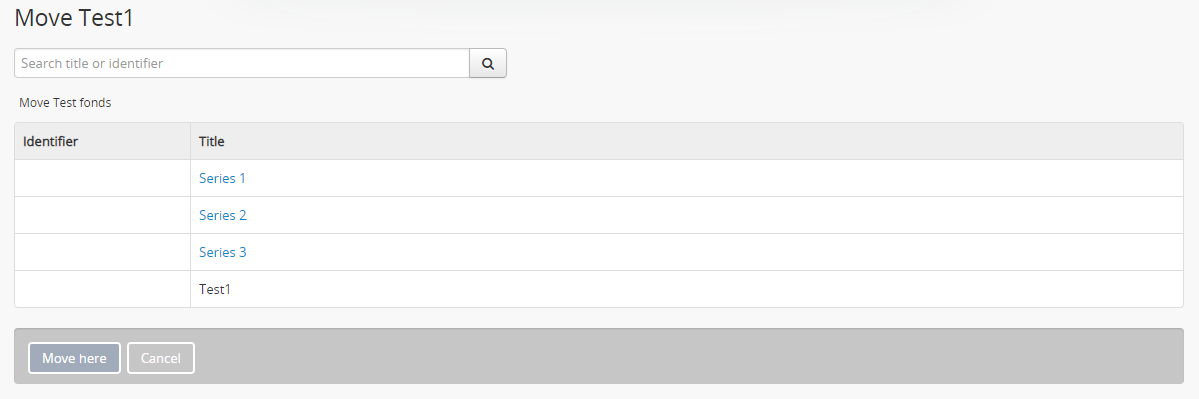 Move Test1
Search title or identifier
Move Test fonds
Identifier Title
Series 1
Series 2
Series 3
Test1
Move here Cancel